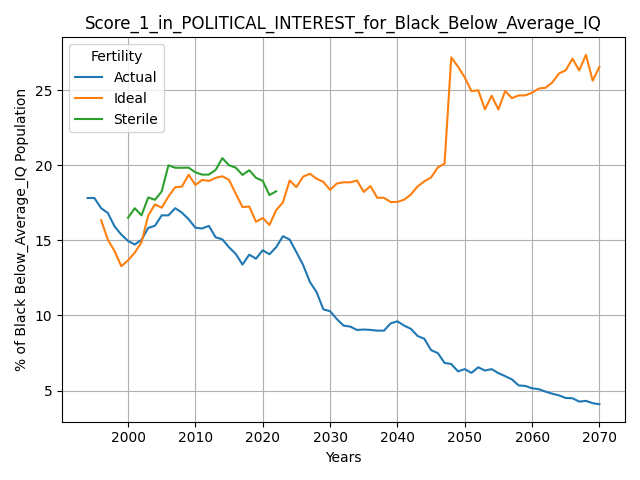 Score_1_in_POLITICAL_INTEREST_for_Black_Below_Average_IQ
Fertility
Actual
Ideal
Sterile
% of Black Below_Average_IQ Population
25
20
15
10
5
2000 2010 2020 2030 2040 2050 2060 2070
Years